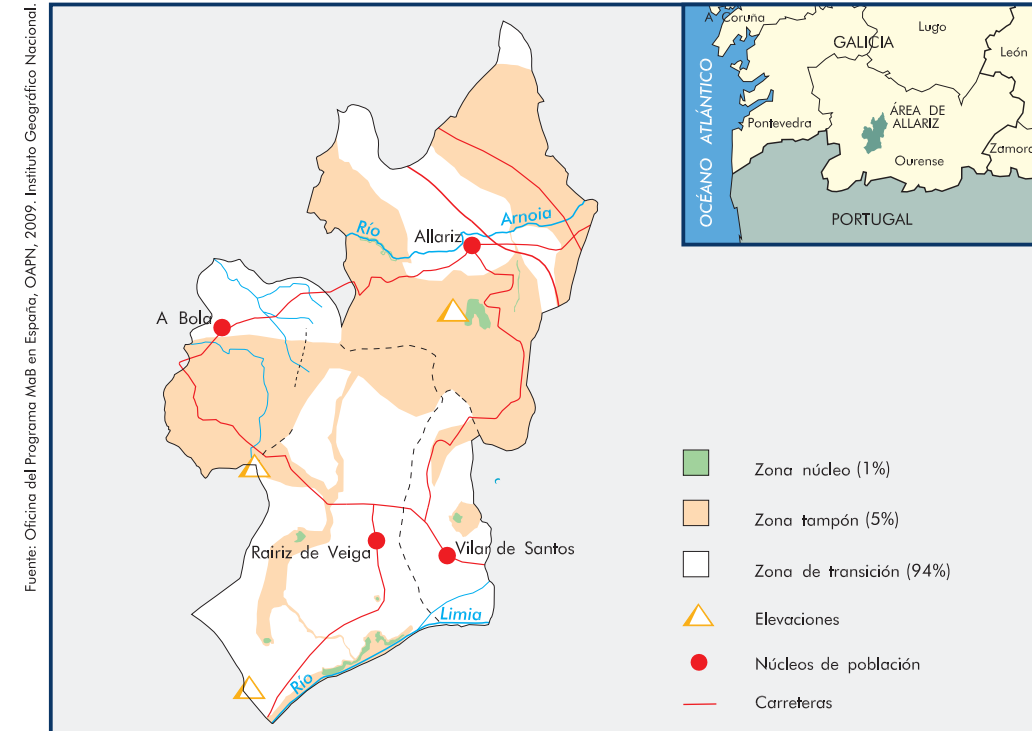 Fuente: Oficina del Programa MaB en España, OAPN, 2009. Instituto Geográfico Nacional.
A Coruña
Lugo
GALICIA
León
OCÉANO ATLÁNTICO
ÁREA DE
ALLARIZ
Pontevedra
Zamora
Ourense
PORTUGAL
Río
Arnoia
Allariz
A Bola
Rairiz de Veiga
Vilar de Santos
Limia
Río
Zona núcleo (1%)
Zona tampón (5%)
Zona de transición (94%)
Elevaciones
Núcleos de población
Carreteras